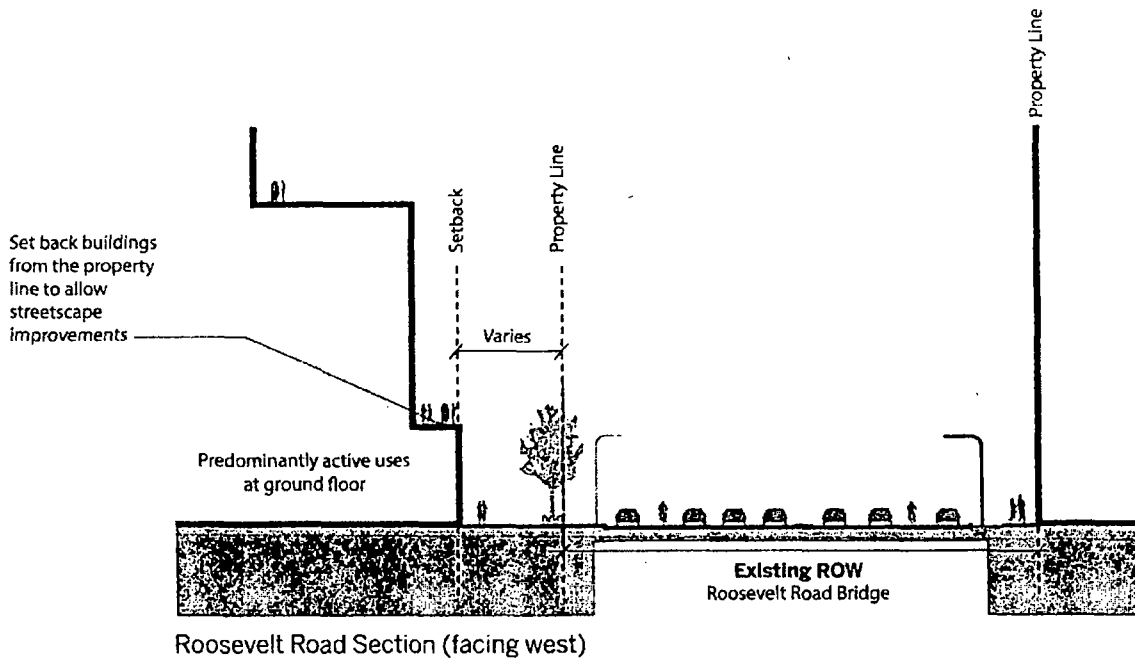 Property Line
Setback
Property Line
Set back buildings
from the property
line to allow
streetscape
improvements
Varies
Predominantly active uses
at ground floor
Existing ROW
Roosevelt Road Bridge
Roosevelt Road Section (facing west)